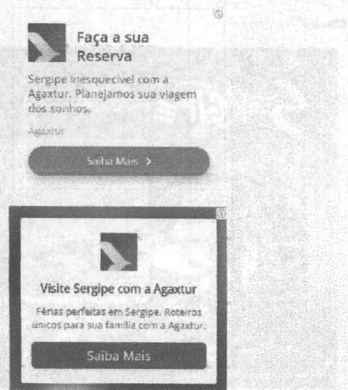 Faça a sua
Reserva
Sergipe inesquecível com a
Agaxtur. Planejamos sua viagem
dos sonhos.
Agaxtur
Saiba Mais >
Visite Sergipe com a Agaxtur
Férias perfeitas em Sergipe. Roteiros
únicos para sua família com a Agaxtur.
Saiba Mais